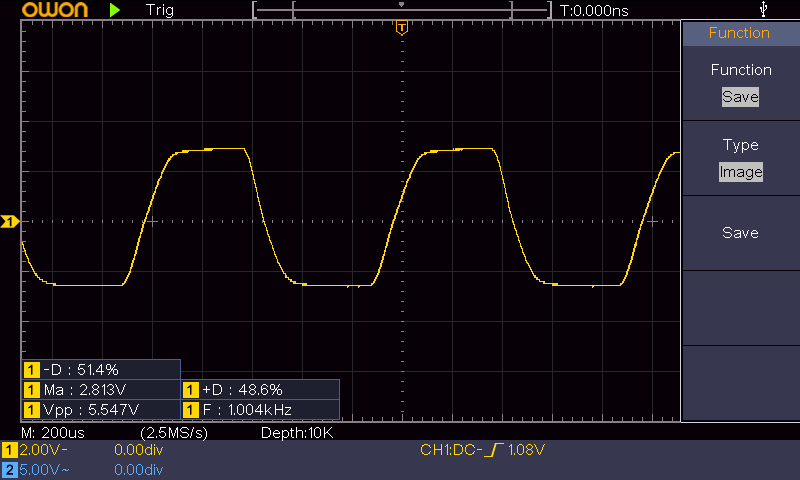 owon Trig T:0.000ns
T
Function
Function
Save
Type
Image
Save
1
1 -D : 51.4%
1 Ma : 2.813V 1 +D : 48.6%
1 Vpp : 5.547V 1 F : 1.004kHz
M: 200us (2.5MS/s) Depth:10K
1 2.00V- 0.00div CH1:DC- 1.08V
2 5.00V~ 0.00div